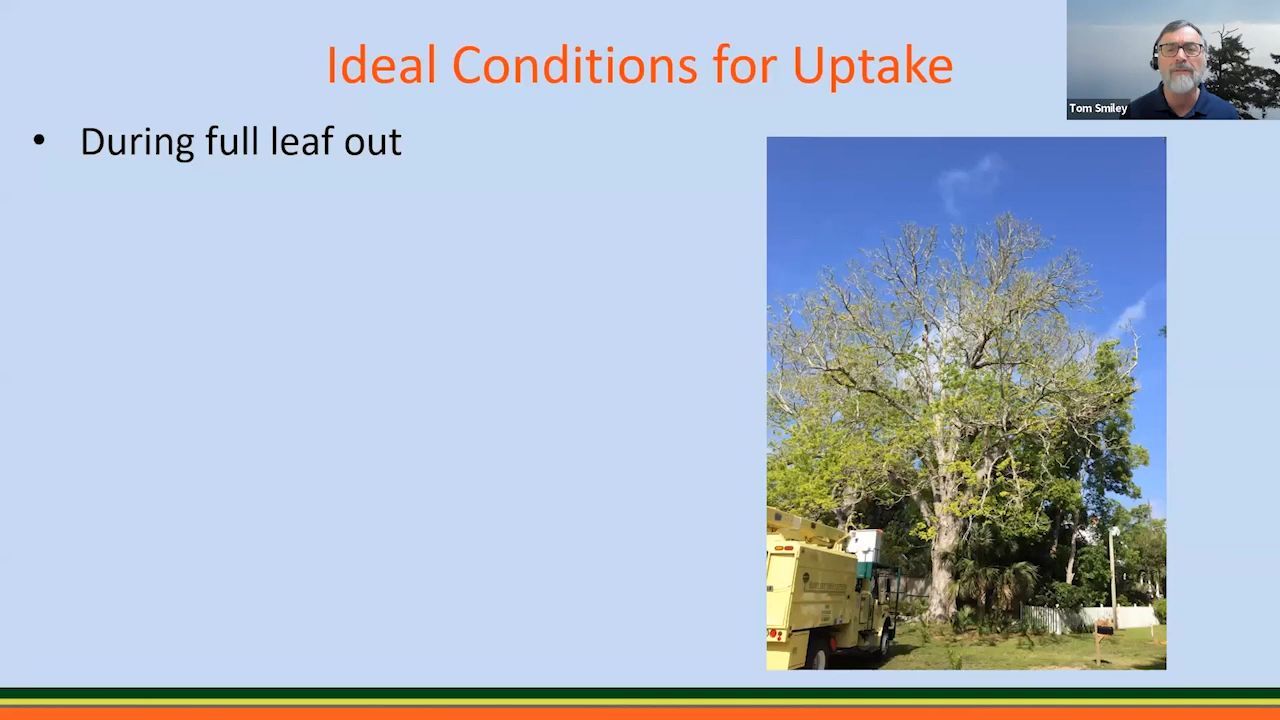 Ideal Conditions for Uptake
Tom Smiley
• During full leaf out